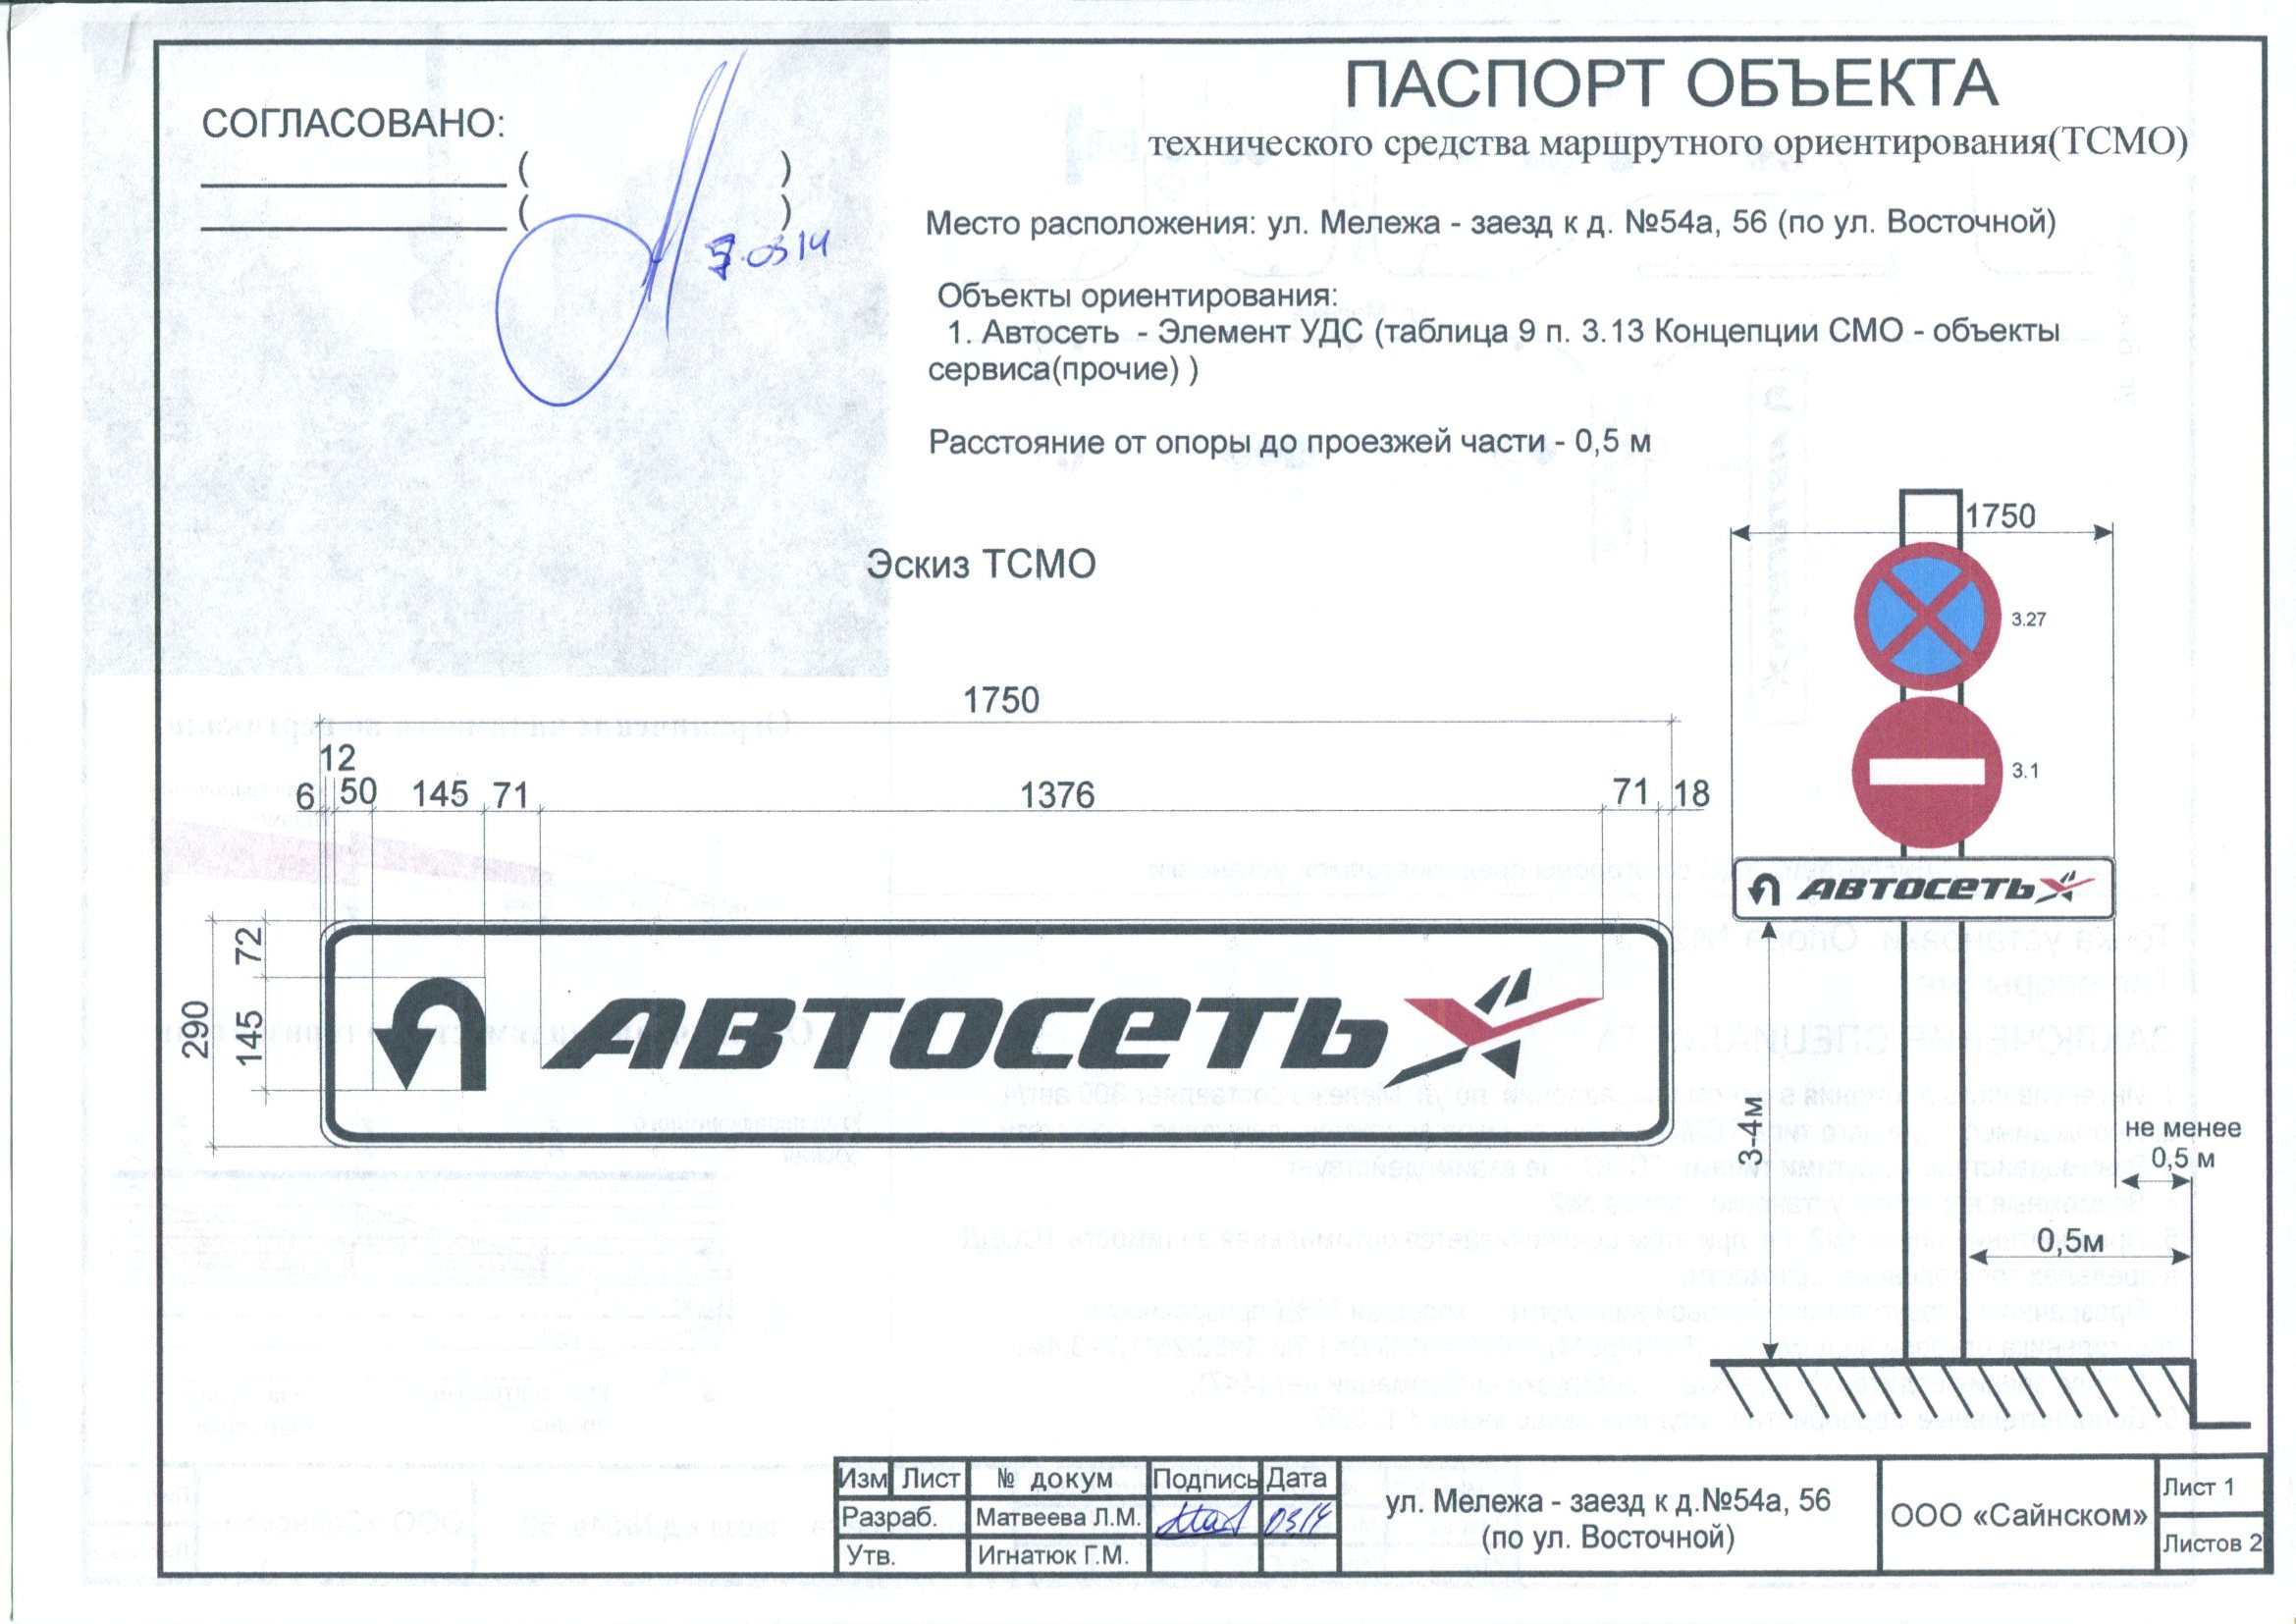 СОГЛАСОВАНО:
( )
( )
03 14
ПАСПОРТ ОБЪЕКТА
технического средства маршрутного ориентирования(ТСМО)
Место расположения: ул. Мележа - заезд к д. №54а, 56 (по ул. Восточной)
Объекты ориентирования:
1. Автосеть - Элемент УДС (таблица 9 п. 3.13 Концепции СМО - объекты
сервиса(прочие) )
Расстояние от опоры до проезжей части - 0,5 м
Эскиз ТСМО
1750
12
6 50 145 71 1376 71 18
290
72
145
АВТОСЕТЬ
1750
3.27
3.1
АВТОСЕТЬ
3-4м
не менее
0,5 м
0,5м
Изм Лист № докум Подпись Дата
Разраб. Матвеева Л.М. 03 14
Утв. Игнатюк Г.М.
ул. Мележа - заезд к д.№54а, 56
(по ул. Восточной)
ООО «Сайнском»
Лист 1
Листов 2